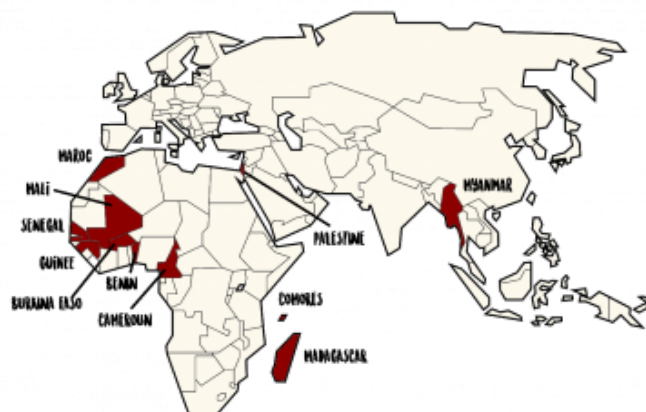 MAROC
MALI
MYANMAR
SENEGAL
PALESTINE
GUINEE
BENIN
BURKINA FASO
CAMEROUN
COMORES
MADAGASCAR